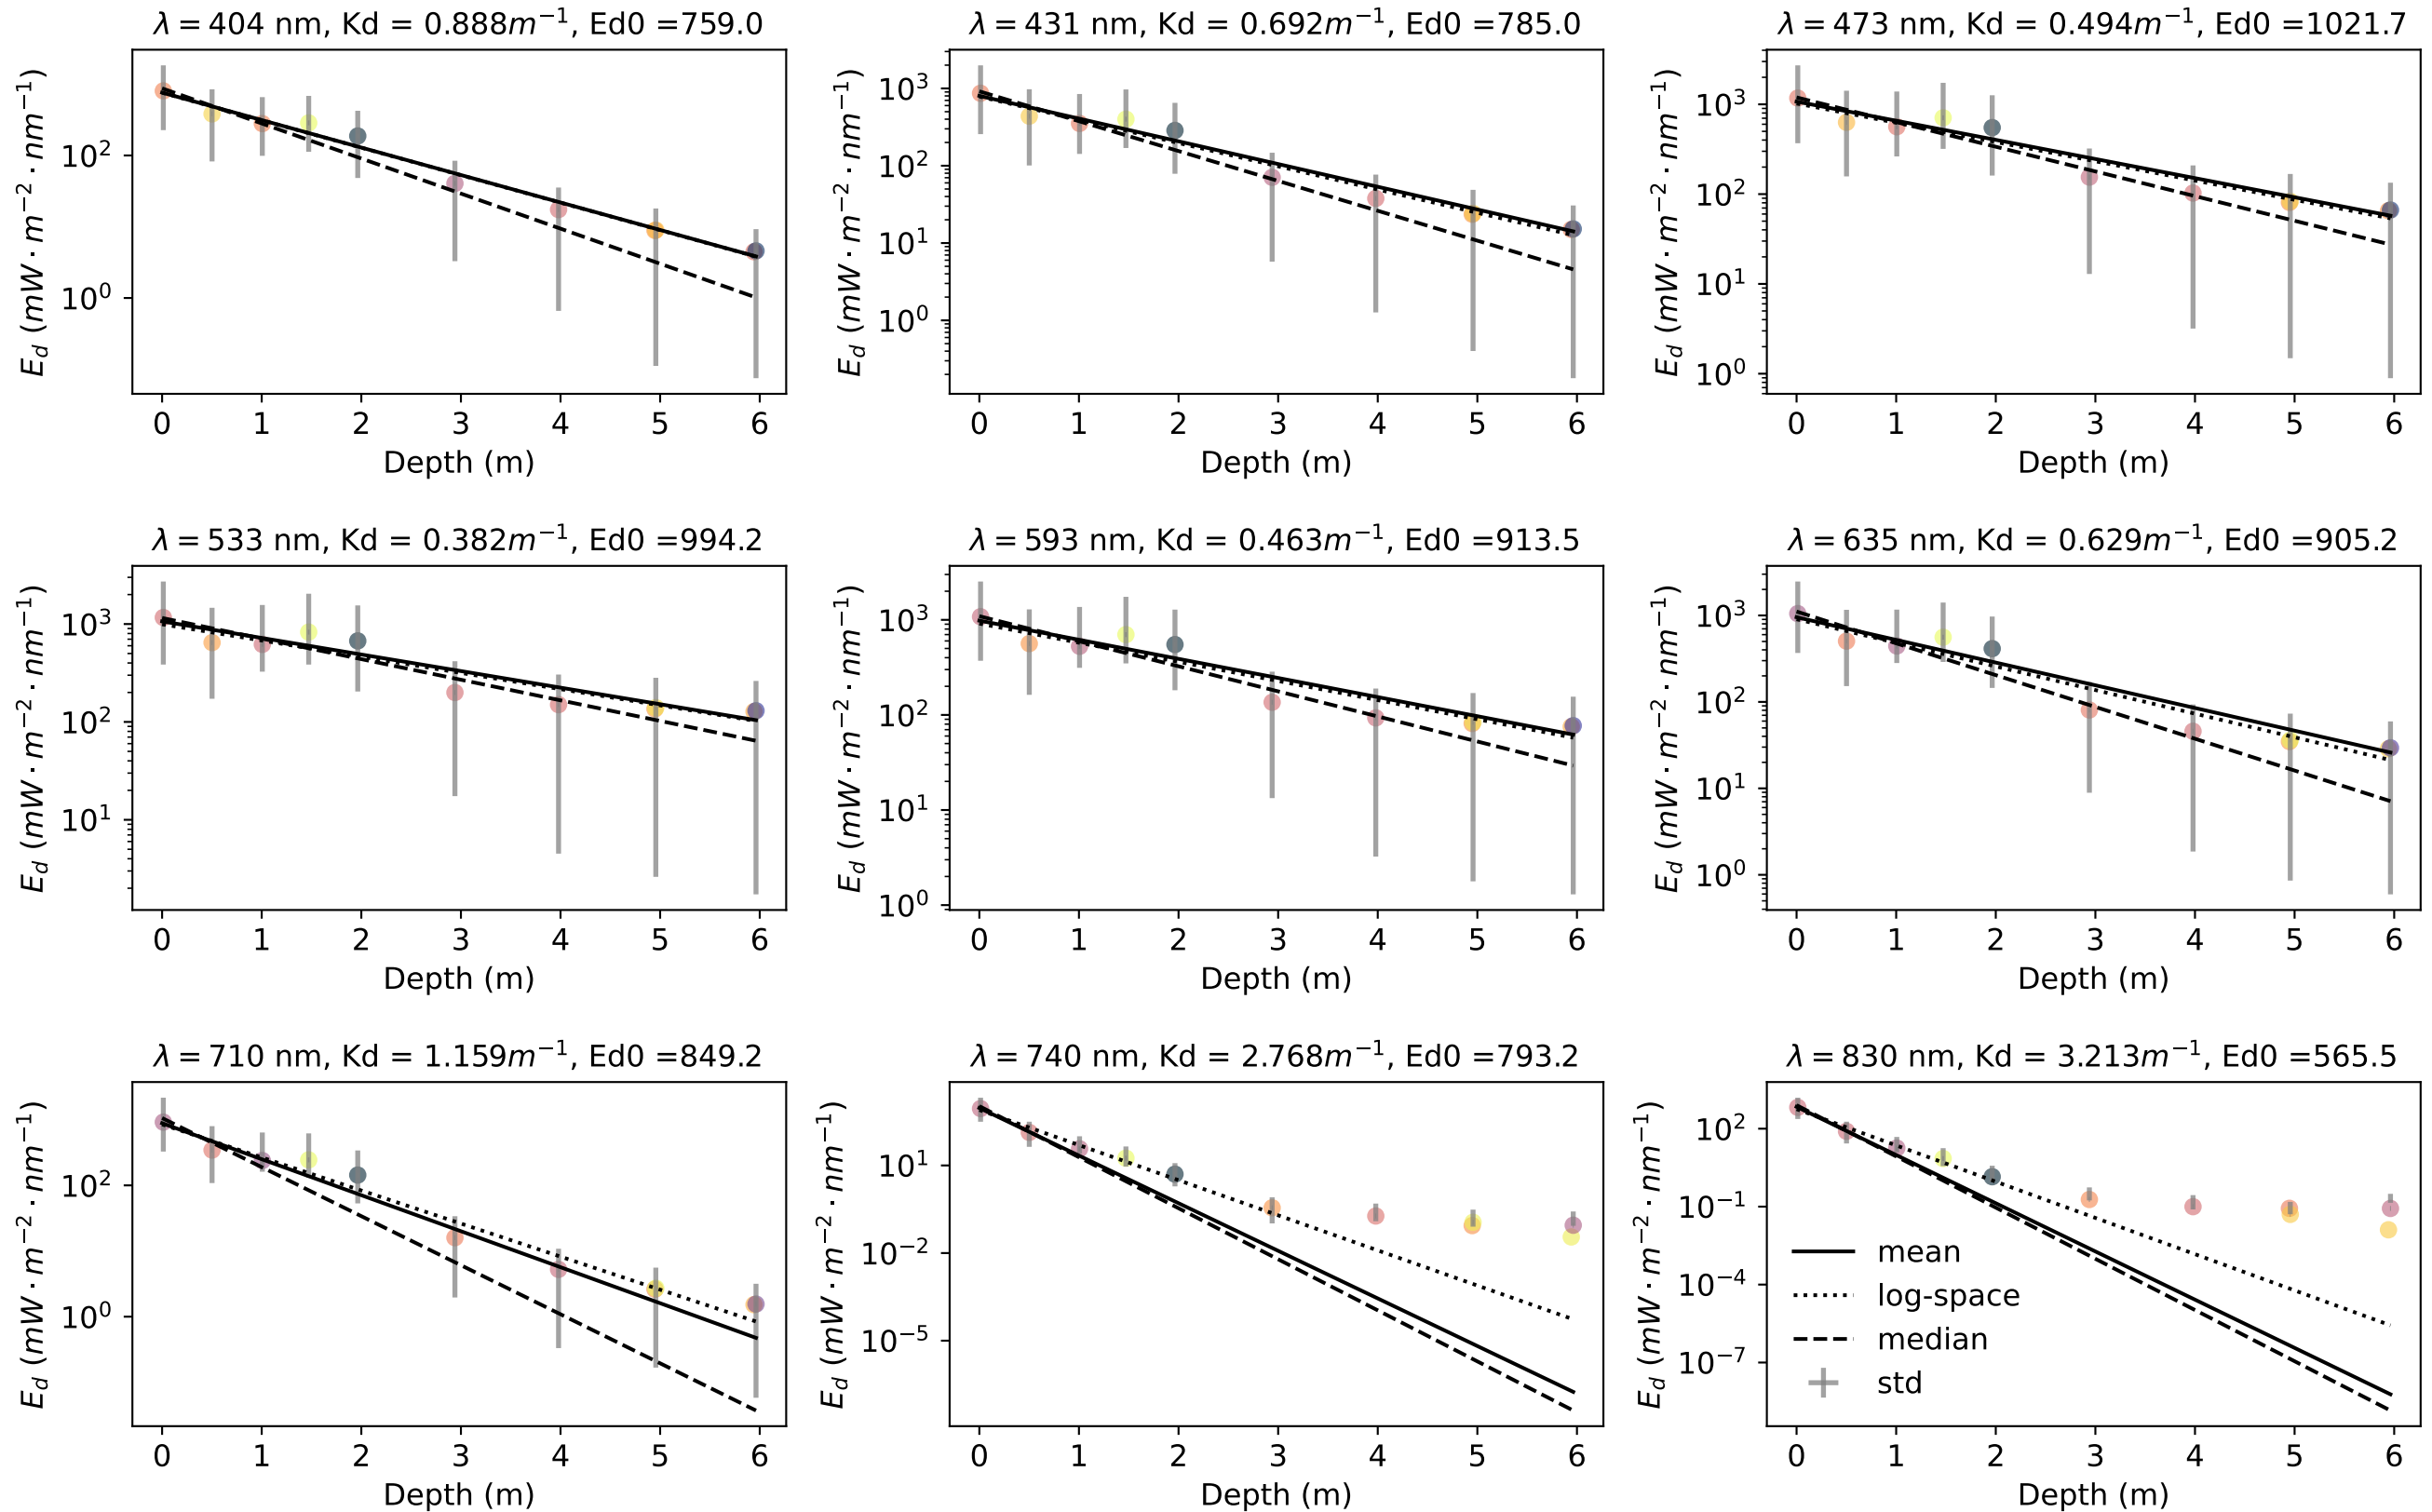 λ = 404 nm, Kd = 0.888m⁻¹, Ed0 =759.0
λ = 431 nm, Kd = 0.692m⁻¹, Ed0 =785.0
λ = 473 nm, Kd = 0.494m⁻¹, Ed0 =1021.7
E_d (mW · m⁻² · nm⁻¹)
10²
10⁰
0 1 2 3 4 5 6
Depth (m)
E_d (mW · m⁻² · nm⁻¹)
10³
10²
10¹
10⁰
0 1 2 3 4 5 6
Depth (m)
E_d (mW · m⁻² · nm⁻¹)
10³
10²
10¹
10⁰
0 1 2 3 4 5 6
Depth (m)
λ = 533 nm, Kd = 0.382m⁻¹, Ed0 =994.2
λ = 593 nm, Kd = 0.463m⁻¹, Ed0 =913.5
λ = 635 nm, Kd = 0.629m⁻¹, Ed0 =905.2
E_d (mW · m⁻² · nm⁻¹)
10³
10²
10¹
0 1 2 3 4 5 6
Depth (m)
E_d (mW · m⁻² · nm⁻¹)
10³
10²
10¹
10⁰
0 1 2 3 4 5 6
Depth (m)
E_d (mW · m⁻² · nm⁻¹)
10³
10²
10¹
10⁰
0 1 2 3 4 5 6
Depth (m)
λ = 710 nm, Kd = 1.159m⁻¹, Ed0 =849.2
λ = 740 nm, Kd = 2.768m⁻¹, Ed0 =793.2
λ = 830 nm, Kd = 3.213m⁻¹, Ed0 =565.5
E_d (mW · m⁻² · nm⁻¹)
10²
10⁰
0 1 2 3 4 5 6
Depth (m)
E_d (mW · m⁻² · nm⁻¹)
10¹
10⁻²
10⁻⁵
0 1 2 3 4 5 6
Depth (m)
E_d (mW · m⁻² · nm⁻¹)
10²
10⁻¹
10⁻⁴
10⁻⁷
mean
log-space
median
std
0 1 2 3 4 5 6
Depth (m)